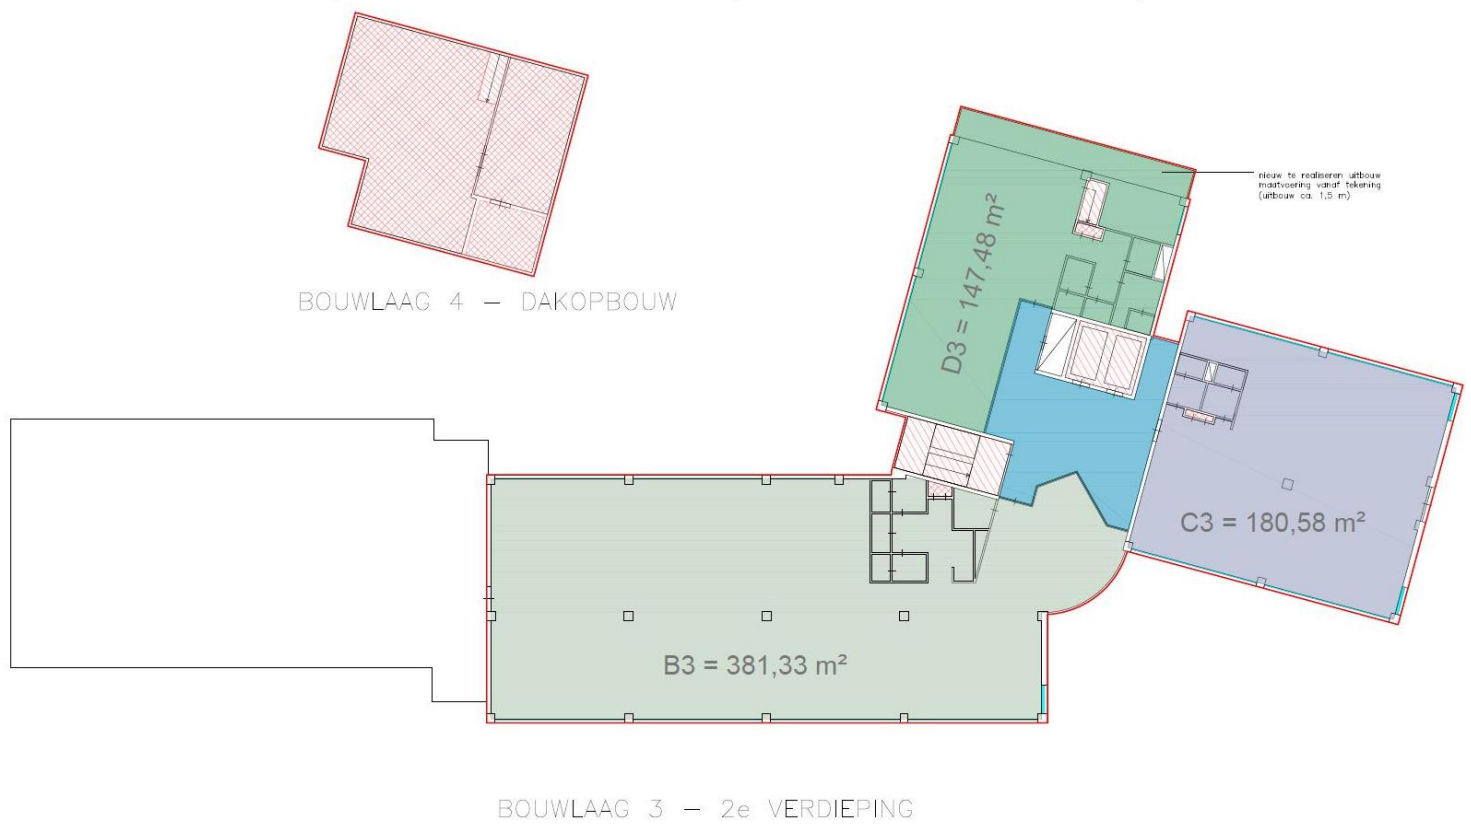 BOUWLAAG 4 – DAKOPBOUW
nieuw te realiseren uitbouw
maatvoering vanaf tekening
(uitbouw ca. 1,5 m)
D3 = 147,48 m²
C3 = 180,58 m²
B3 = 381,33 m²
BOUWLAAG 3 – 2e VERDIEPING